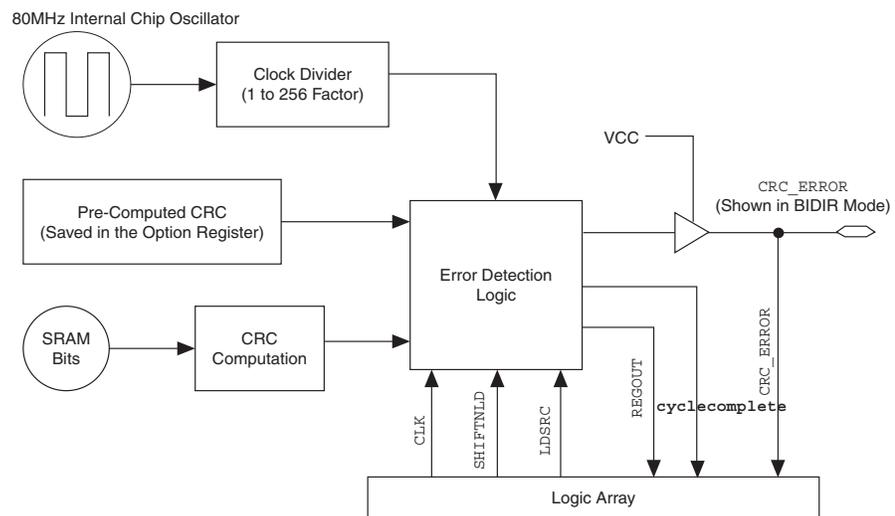 80MHz Internal Chip Oscillator
Clock Divider
(1 to 256 Factor)
VCC
CRC_ERROR
(Shown in BIDIR Mode)
Pre-Computed CRC
(Saved in the Option Register)
Error Detection
Logic
SRAM
Bits
CRC
Computation
CLK
SHIFTNLD
LDSRC
REGOUT
cyclecomplete
CRC_ERROR
Logic Array